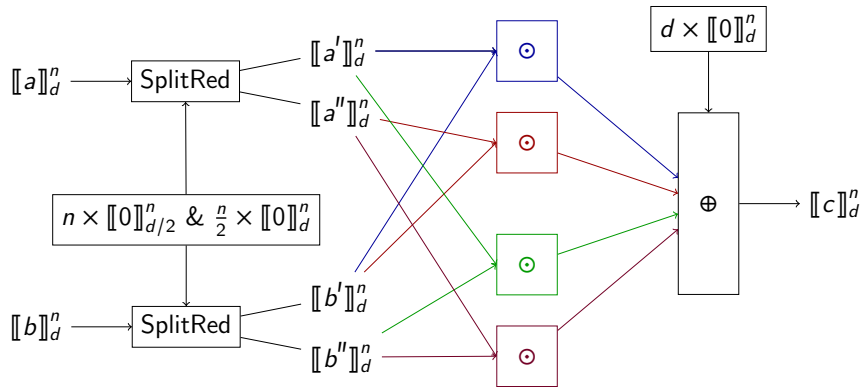 ⟦a⟧ⁿ_d
SplitRed
⟦a'⟧ⁿ_d
⟦a''⟧ⁿ_d
⊙
d × ⟦0⟧ⁿ_d
⊙
n × ⟦0⟧ⁿ_{d/2} & n/2 × ⟦0⟧ⁿ_d
⊕
⟦c⟧ⁿ_d
⊙
⟦b⟧ⁿ_d
SplitRed
⟦b'⟧ⁿ_d
⟦b''⟧ⁿ_d
⊙